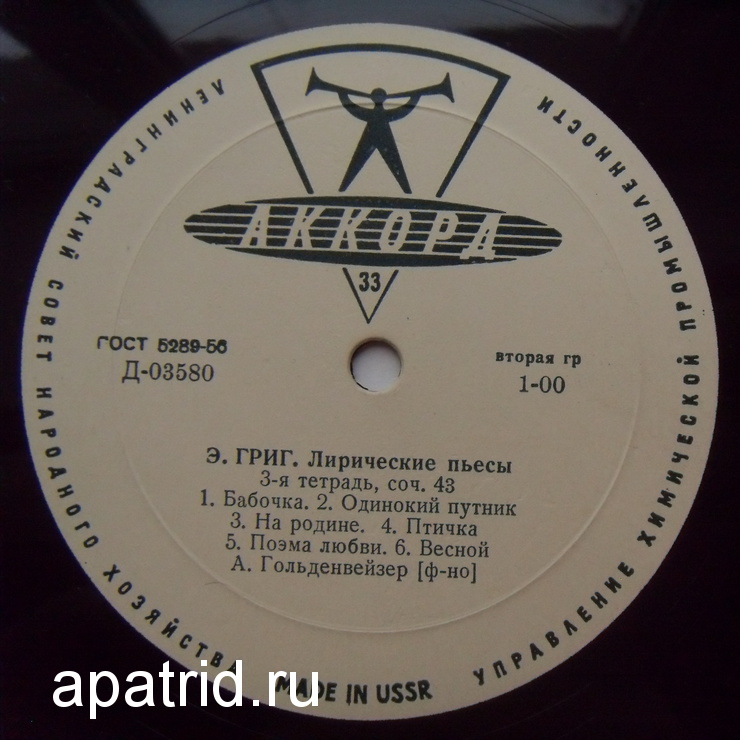 ЛЕНИНГРАДСКИЙ СОВЕТ НАРОДНОГО ХОЗЯЙСТВА
УПРАВЛЕНИЕ ХИМИЧЕСКОЙ ПРОМЫШЛЕННОСТИ
АККОРД
33
ГОСТ 5289-56
Д-03580
вторая гр
1-00
Э. ГРИГ. Лирические пьесы
3-я тетрадь, соч. 43
1. Бабочка. 2. Одинокий путник
3. На родине. 4. Птичка
5. Поэма любви. 6. Весной
А. Гольденвейзер [ф-но]
MADE IN USSR
apatrid.ru